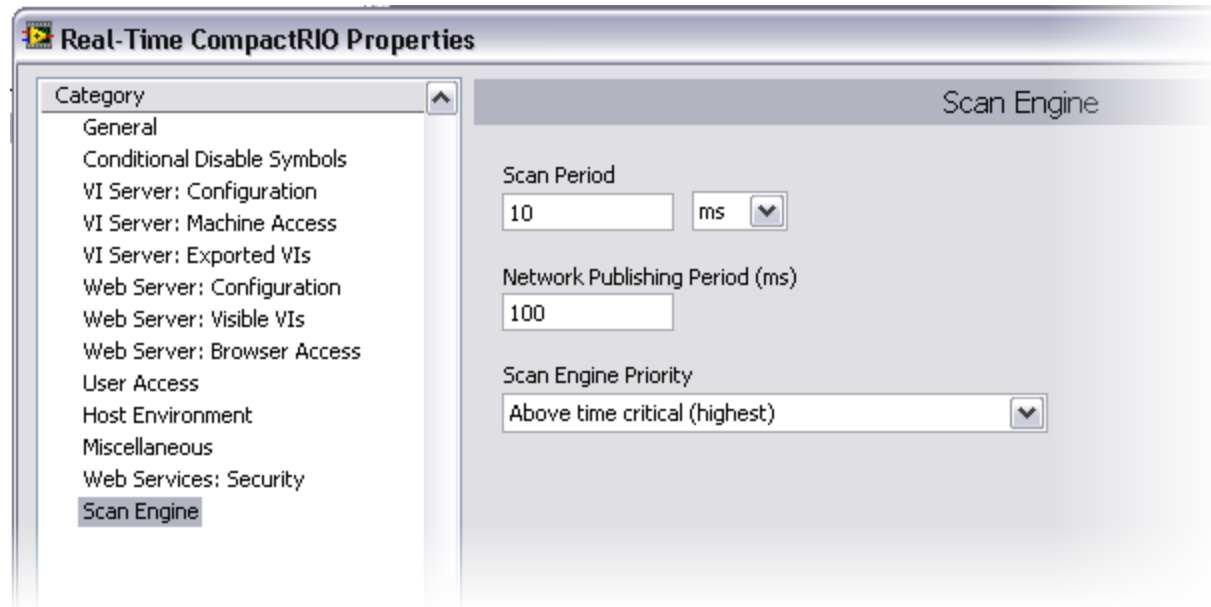 Real-Time CompactRIO Properties
Category
General
Conditional Disable Symbols
VI Server: Configuration
VI Server: Machine Access
VI Server: Exported VIs
Web Server: Configuration
Web Server: Visible VIs
Web Server: Browser Access
User Access
Host Environment
Miscellaneous
Web Services: Security
Scan Engine
Scan Engine
Scan Period
10 ms
Network Publishing Period (ms)
100
Scan Engine Priority
Above time critical (highest)